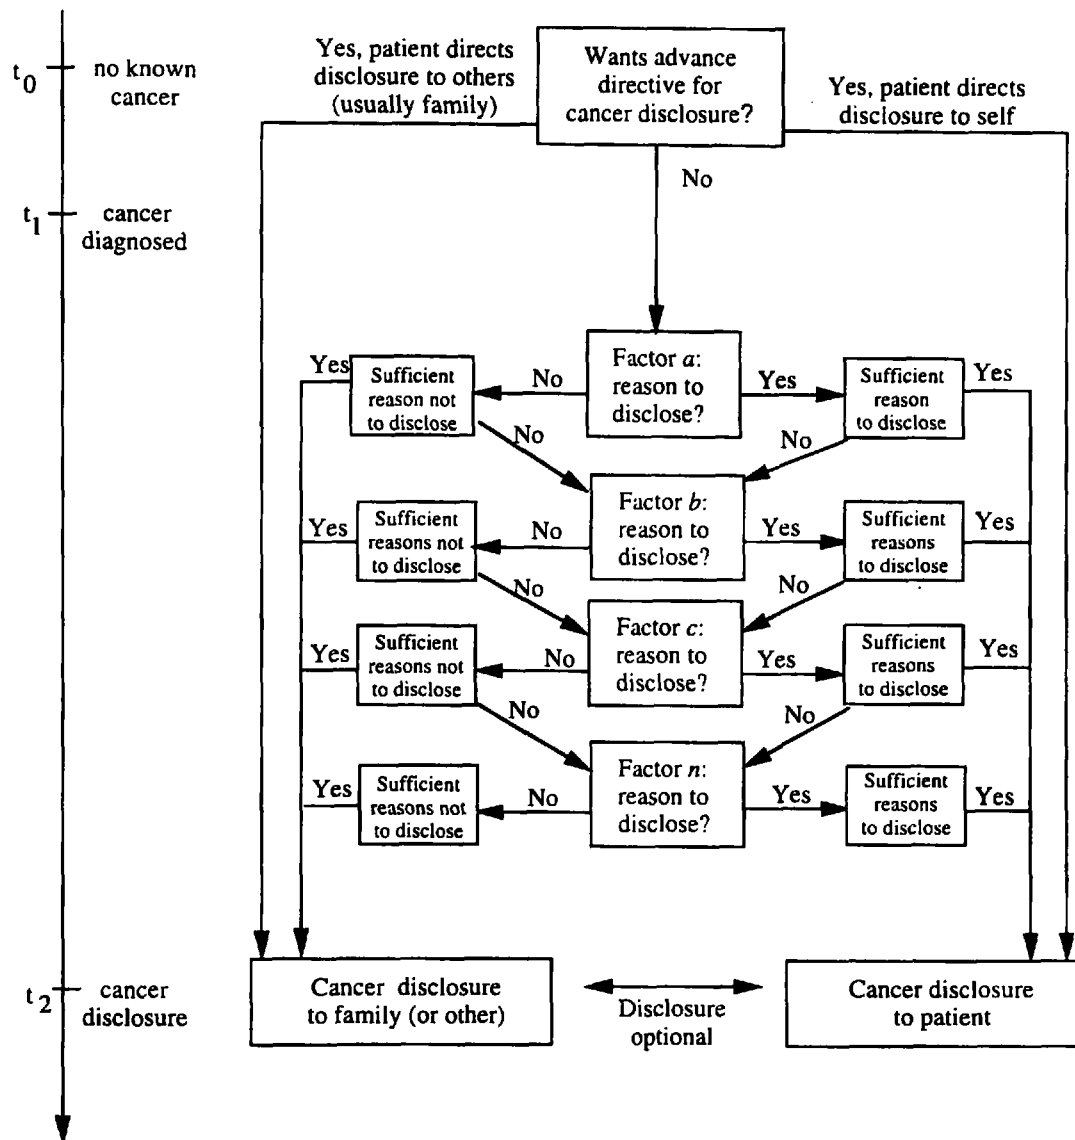 Yes, patient directs
disclosure to others
(usually family)
Wants advance
directive for
cancer disclosure?
Yes, patient directs
disclosure to self
t0
no known
cancer
No
t1
cancer
diagnosed
Yes
Sufficient
reason not
to disclose
No
Factor a:
reason to
disclose?
Yes
Sufficient
reason
to disclose
Yes
No
No
Yes
Sufficient
reasons not
to disclose
No
Factor b:
reason to
disclose?
Yes
Sufficient
reasons
to disclose
Yes
No
No
Yes
Sufficient
reasons not
to disclose
No
Factor c:
reason to
disclose?
Yes
Sufficient
reasons
to disclose
Yes
No
No
Yes
Sufficient
reasons not
to disclose
No
Factor n:
reason to
disclose?
Yes
Sufficient
reasons
to disclose
Yes
t2
cancer
disclosure
Cancer disclosure
to family (or other)
Disclosure
optional
Cancer disclosure
to patient